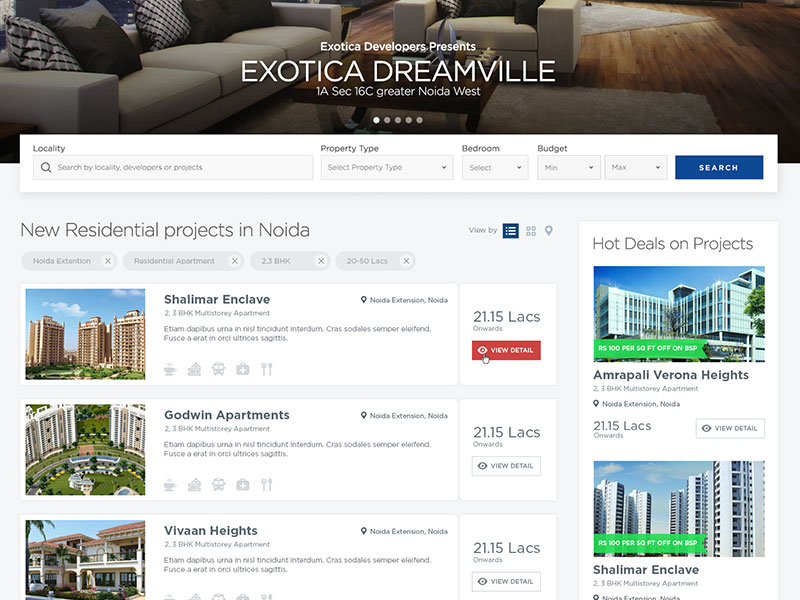 Exotica Developers Presents
EXOTICA DREAMVILLE
1A Sec 16C greater Noida West
Locality
Property Type
Bedroom
Budget
Search by locality, developers or projects
Select Property Type
Select
Min
Max
SEARCH
New Residential projects in Noida
View by
Noida Extention
Residential Apartment
2,3 BHK
20-50 Lacs
Shalimar Enclave
Noida Extension, Noida
2, 3 BHK Multistorey Apartment
Etiam dapibus urna in nisl tincidunt interdum. Cras sodales semper eleifend.
Fusce a erat in orci ultrices sagittis.
21.15 Lacs
Onwards
VIEW DETAIL
Godwin Apartments
Noida Extension, Noida
2, 3 BHK Multistorey Apartment
Etiam dapibus urna in nisl tincidunt interdum. Cras sodales semper eleifend.
Fusce a erat in orci ultrices sagittis.
21.15 Lacs
Onwards
VIEW DETAIL
Vivaan Heights
Noida Extension, Noida
2, 3 BHK Multistorey Apartment
Etiam dapibus urna in nisl tincidunt interdum. Cras sodales semper eleifend.
Fusce a erat in orci ultrices sagittis.
21.15 Lacs
Onwards
VIEW DETAIL
Hot Deals on Projects
RS 100 PER SQ FT OFF ON BSP
Amrapali Verona Heights
2, 3 BHK Multistorey Apartment
Noida Extension, Noida
21.15 Lacs
Onwards
VIEW DETAIL
RS 100 PER SQ FT OFF ON BSP
Shalimar Enclave
2, 3 BHK Multistorey Apartment
Noida Extension, Noida